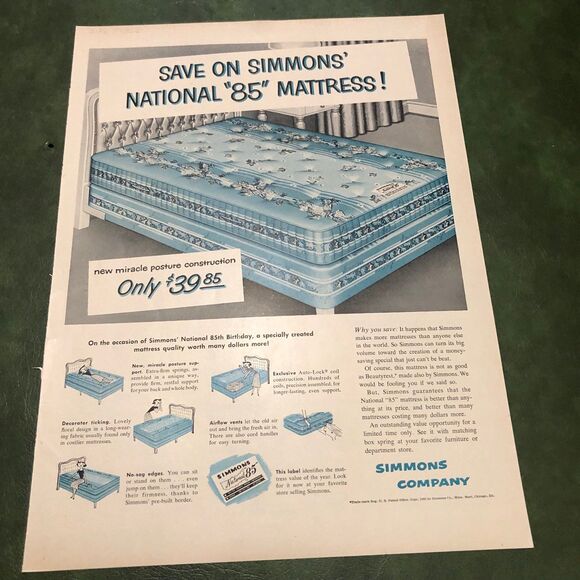 SAVE ON SIMMONS'
NATIONAL "85" MATTRESS!
new miracle posture construction
Only $39.85
On the occasion of Simmons' National 85th Birthday, a specially created
mattress quality worth many dollars more!
New, miracle posture sup-
port. Extra-firm springs, as-
sembled in a unique way,
provide firm, restful support
for your back and whole body.
Exclusive Auto-Lock® coil
construction. Hundreds of
coils, precision assembled, for
longer-lasting, even support.
Decorator ticking. Lovely
floral design in a long-wear-
ing fabric usually found only
in costlier mattresses.
Airflow vents let the old air
out and bring the fresh air in.
There are also cord handles
for easy turning.
No-sag edges. You can sit
or stand on them . . . even
jump on them . . . they'll keep
their firmness, thanks to
Simmons' pre-built border.
SIMMONS
National 85
This label identifies the mat-
tress value of the year. Look
for it now at your favorite
store selling Simmons.
Why you save: It happens that Simmons
makes more mattresses than anyone else
in the world. So Simmons can turn its big
volume toward the creation of a money-
saving special that just can't be beat.
Of course, this mattress is not as good
as Beautyrest,* made also by Simmons. We
would be fooling you if we said so.
But, Simmons guarantees that the
National "85" mattress is better than any-
thing at its price, and better than many
mattresses costing many dollars more.
An outstanding value opportunity for a
limited time only. See it with matching
box spring at your favorite furniture or
department store.
SIMMONS
COMPANY
*Trade-mark Reg. U. S. Patent Office. Simmons Co., Mdse. Mart, Chicago, Ill.